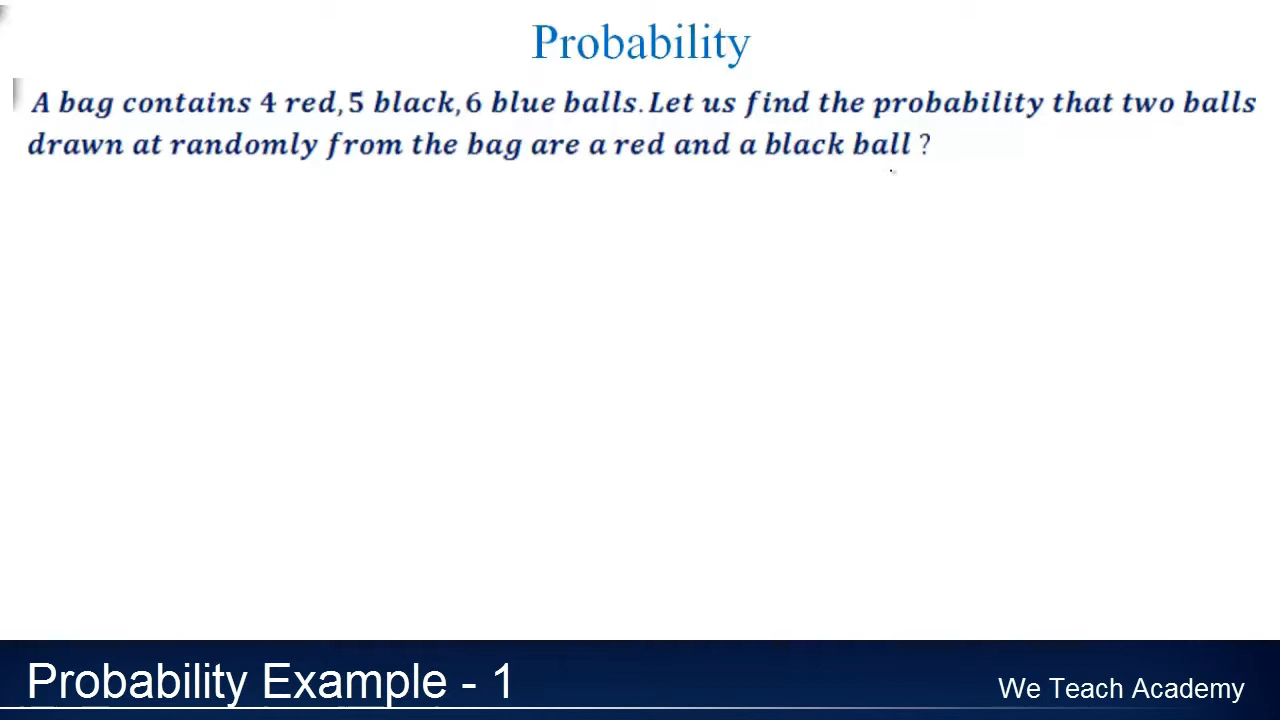 Probability
A bag contains 4 red, 5 black, 6 blue balls. Let us find the probability that two balls
drawn at randomly from the bag are a red and a black ball ?
Probability Example - 1
We Teach Academy